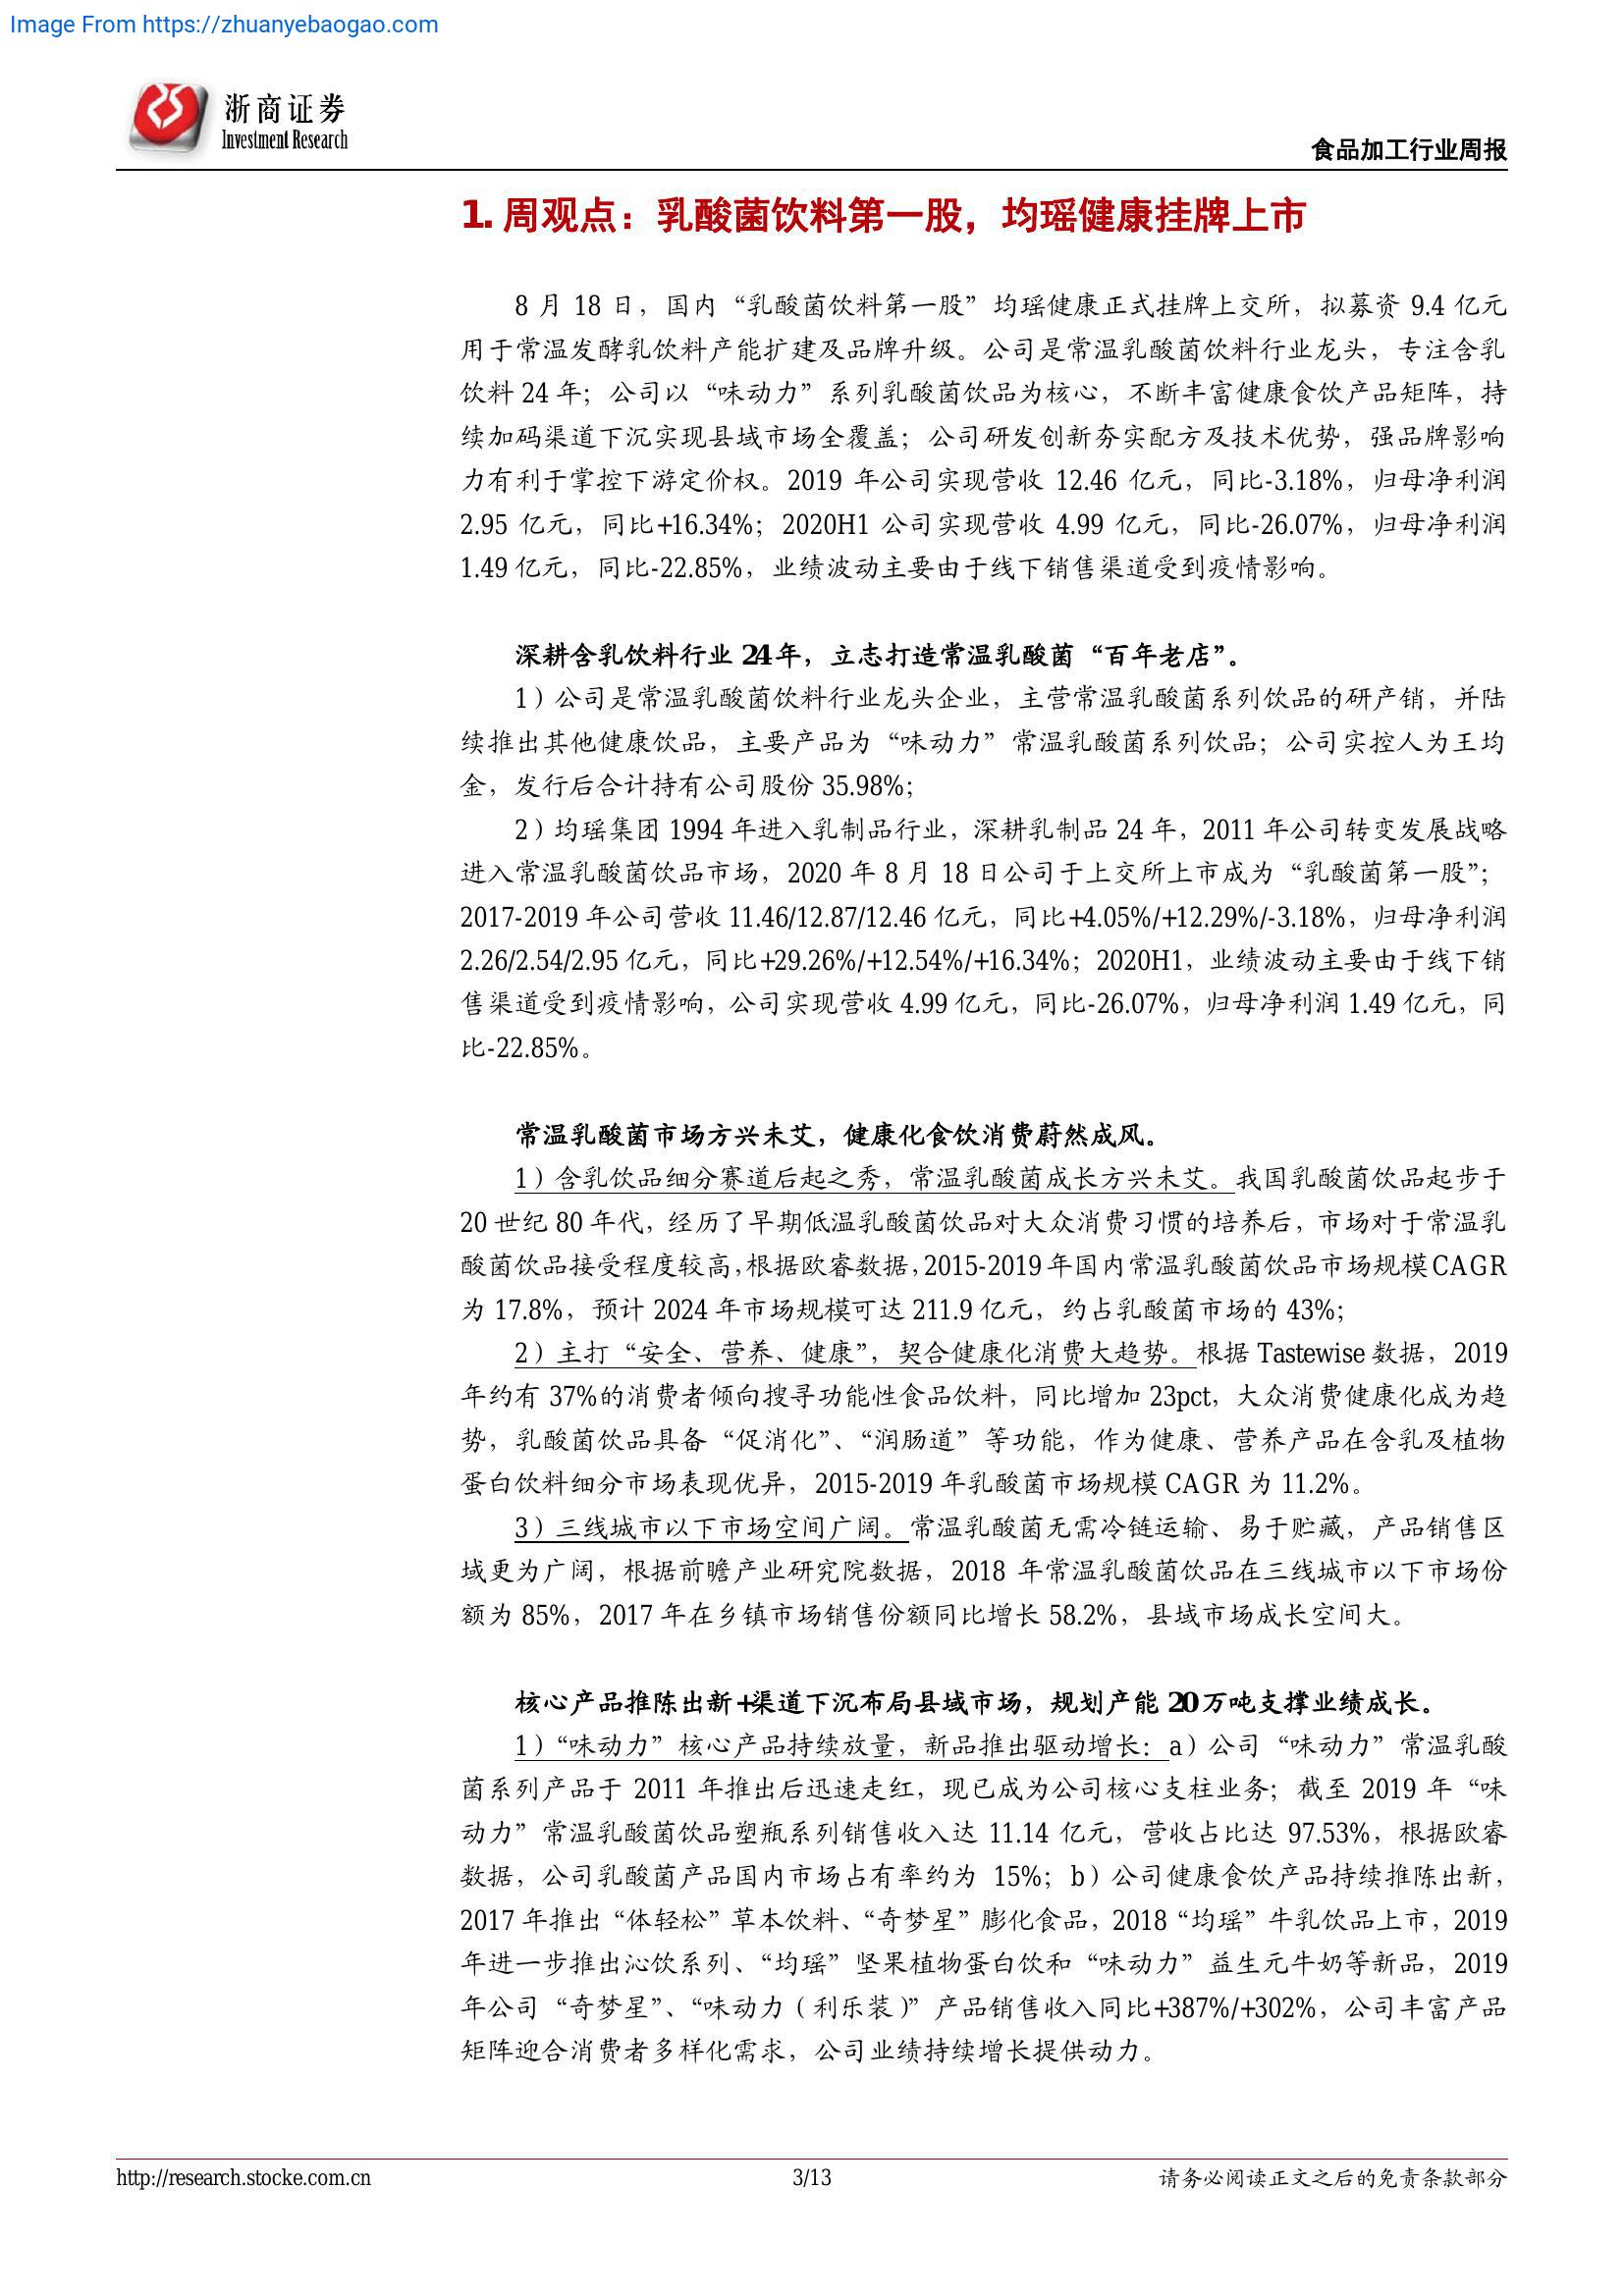 Image From https://zhuanyebaogao.com
浙商证券
Investment Research
食品加工行业周报
1. 周观点：乳酸菌饮料第一股，均瑶健康挂牌上市
8 月 18 日，国内“乳酸菌饮料第一股”均瑶健康正式挂牌上交所，拟募资 9.4 亿元
用于常温发酵乳饮料产能扩建及品牌升级。公司是常温乳酸菌饮料行业龙头，专注含乳
饮料 24 年；公司以“味动力”系列乳酸菌饮品为核心，不断丰富健康食饮产品矩阵，持
续加码渠道下沉实现县域市场全覆盖；公司研发创新夯实配方及技术优势，强品牌影响
力有利于掌控下游定价权。2019 年公司实现营收 12.46 亿元，同比-3.18%，归母净利润
2.95 亿元，同比+16.34%；2020H1 公司实现营收 4.99 亿元，同比-26.07%，归母净利润
1.49 亿元，同比-22.85%，业绩波动主要由于线下销售渠道受到疫情影响。
深耕含乳饮料行业 24 年，立志打造常温乳酸菌“百年老店”。
1）公司是常温乳酸菌饮料行业龙头企业，主营常温乳酸菌系列饮品的研产销，并陆
续推出其他健康饮品，主要产品为“味动力”常温乳酸菌系列饮品；公司实控人为王均
金，发行后合计持有公司股份 35.98%；
2）均瑶集团 1994 年进入乳制品行业，深耕乳制品 24 年，2011 年公司转变发展战略
进入常温乳酸菌饮品市场，2020 年 8 月 18 日公司于上交所上市成为“乳酸菌第一股”；
2017-2019 年公司营收 11.46/12.87/12.46 亿元，同比+4.05%/+12.29%/-3.18%，归母净利润
2.26/2.54/2.95 亿元，同比+29.26%/+12.54%/+16.34%；2020H1，业绩波动主要由于线下销
售渠道受到疫情影响，公司实现营收 4.99 亿元，同比-26.07%，归母净利润 1.49 亿元，同
比-22.85%。
常温乳酸菌市场方兴未艾，健康化食饮消费蔚然成风。
1）含乳饮品细分赛道后起之秀，常温乳酸菌成长方兴未艾。我国乳酸菌饮品起步于
20 世纪 80 年代，经历了早期低温乳酸菌饮品对大众消费习惯的培养后，市场对于常温乳
酸菌饮品接受程度较高，根据欧睿数据，2015-2019 年国内常温乳酸菌饮品市场规模 CAGR
为 17.8%，预计 2024 年市场规模可达 211.9 亿元，约占乳酸菌市场的 43%；
2）主打“安全、营养、健康”，契合健康化消费大趋势。根据 Tastewise 数据，2019
年约有 37%的消费者倾向搜寻功能性食品饮料，同比增加 23pct，大众消费健康化成为趋
势，乳酸菌饮品具备“促消化”、“润肠道”等功能，作为健康、营养产品在含乳及植物
蛋白饮料细分市场表现优异，2015-2019 年乳酸菌市场规模 CAGR 为 11.2%。
3）三线城市以下市场空间广阔。常温乳酸菌无需冷链运输、易于贮藏，产品销售区
域更为广阔，根据前瞻产业研究院数据，2018 年常温乳酸菌饮品在三线城市以下市场份
额为 85%，2017 年在乡镇市场销售份额同比增长 58.2%，县域市场成长空间大。
核心产品推陈出新+渠道下沉布局县域市场，规划产能 20 万吨支撑业绩成长。
1）“味动力”核心产品持续放量，新品推出驱动增长：a）公司“味动力”常温乳酸
菌系列产品于 2011 年推出后迅速走红，现已成为公司核心支柱业务；截至 2019 年“味
动力”常温乳酸菌饮品塑瓶系列销售收入达 11.14 亿元，营收占比达 97.53%，根据欧睿
数据，公司乳酸菌产品国内市场占有率约为 15%；b）公司健康食饮产品持续推陈出新，
2017 年推出“体轻松”草本饮料、“奇梦星”膨化食品，2018“均瑶”牛乳饮品上市，2019
年进一步推出沁饮系列、“均瑶”坚果植物蛋白饮和“味动力”益生元牛奶等新品，2019
年公司“奇梦星”、“味动力（利乐装）”产品销售收入同比+387%/+302%，公司丰富产品
矩阵迎合消费者多样化需求，公司业绩持续增长提供动力。
http://research.stocke.com.cn
3/13
请务必阅读正文之后的免责条款部分